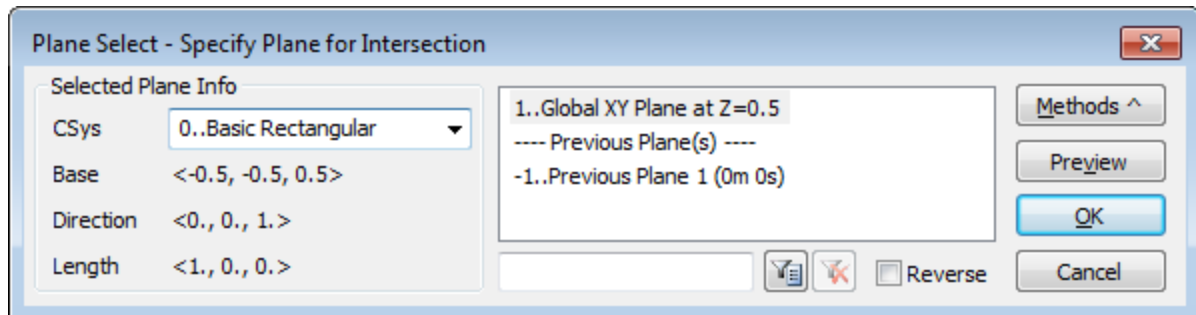 Plane Select - Specify Plane for Intersection
Selected Plane Info
CSys 0..Basic Rectangular
Base <-0.5, -0.5, 0.5>
Direction <0., 0., 1.>
Length <1., 0., 0.>
1..Global XY Plane at Z=0.5
---- Previous Plane(s) ----
-1..Previous Plane 1 (0m 0s)
Reverse
Methods ^
Preview
OK
Cancel